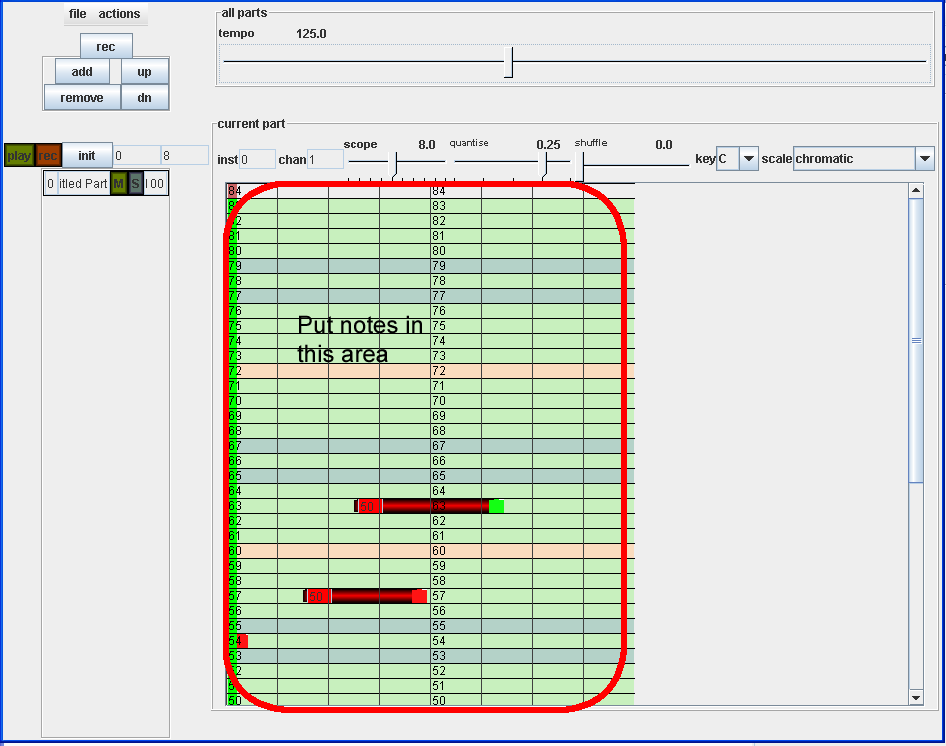 file actions
rec
add up
remove dn
all parts
tempo 125.0
current part
play rec init 0 8
0 itled Part M S 100
inst 0 chan 1 scope 8.0 quantise 0.25 shuffle 0.0 key C scale chromatic
84 84
83 83
82 82
81 81
80 80
79 79
78 78
77 77
76 76
75 75
74 74
73 73
72 72
71 71
70 70
69 69
68 68
67 67
66 66
65 65
64 64
63 50 63
62 62
61 61
60 60
59 59
58 58
57 50 57
56 56
55 55
54 54
53 53
52 52
51
50 50
Put notes in
this area